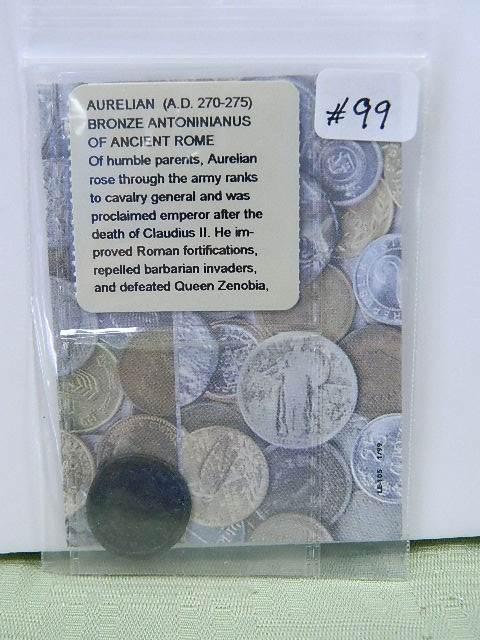 AURELIAN (A.D. 270-275)
BRONZE ANTONINIANUS
OF ANCIENT ROME
Of humble parents, Aurelian
rose through the army ranks
to cavalry general and was
proclaimed emperor after the
death of Claudius II. He im-
proved Roman fortifications,
repelled barbarian invaders,
and defeated Queen Zenobia,
#99